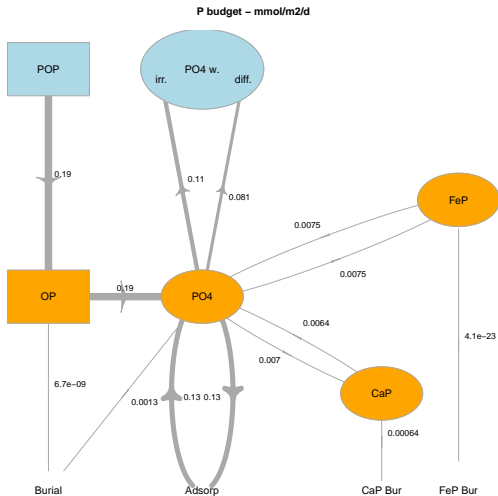 P budget − mmol/m2/d
POP
PO4 w.
irr.
diff.
0.19
0.11
0.081
FeP
0.0075
0.0075
OP
0.19
PO4
0.0064
4.1e−23
0.007
6.7e−09
0.0013
0.13
0.13
CaP
0.00064
Burial
Adsorp
CaP Bur
FeP Bur